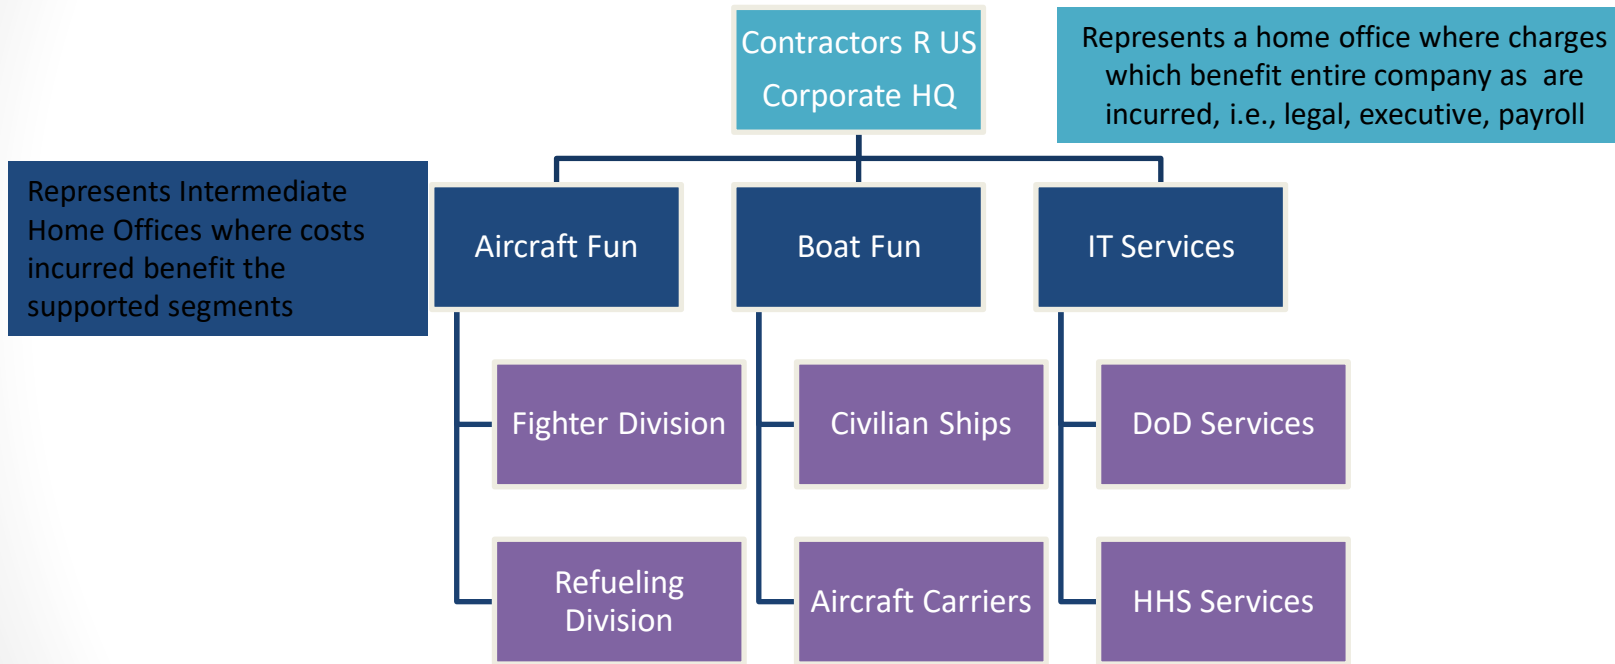 Contractors R US
Corporate HQ
Represents a home office where charges
which benefit entire company as  are
incurred, i.e., legal, executive, payroll
Represents Intermediate
Home Offices where costs
incurred benefit the
supported segments
Aircraft Fun
Boat Fun
IT Services
Fighter Division
Civilian Ships
DoD Services
Refueling
Division
Aircraft Carriers
HHS Services